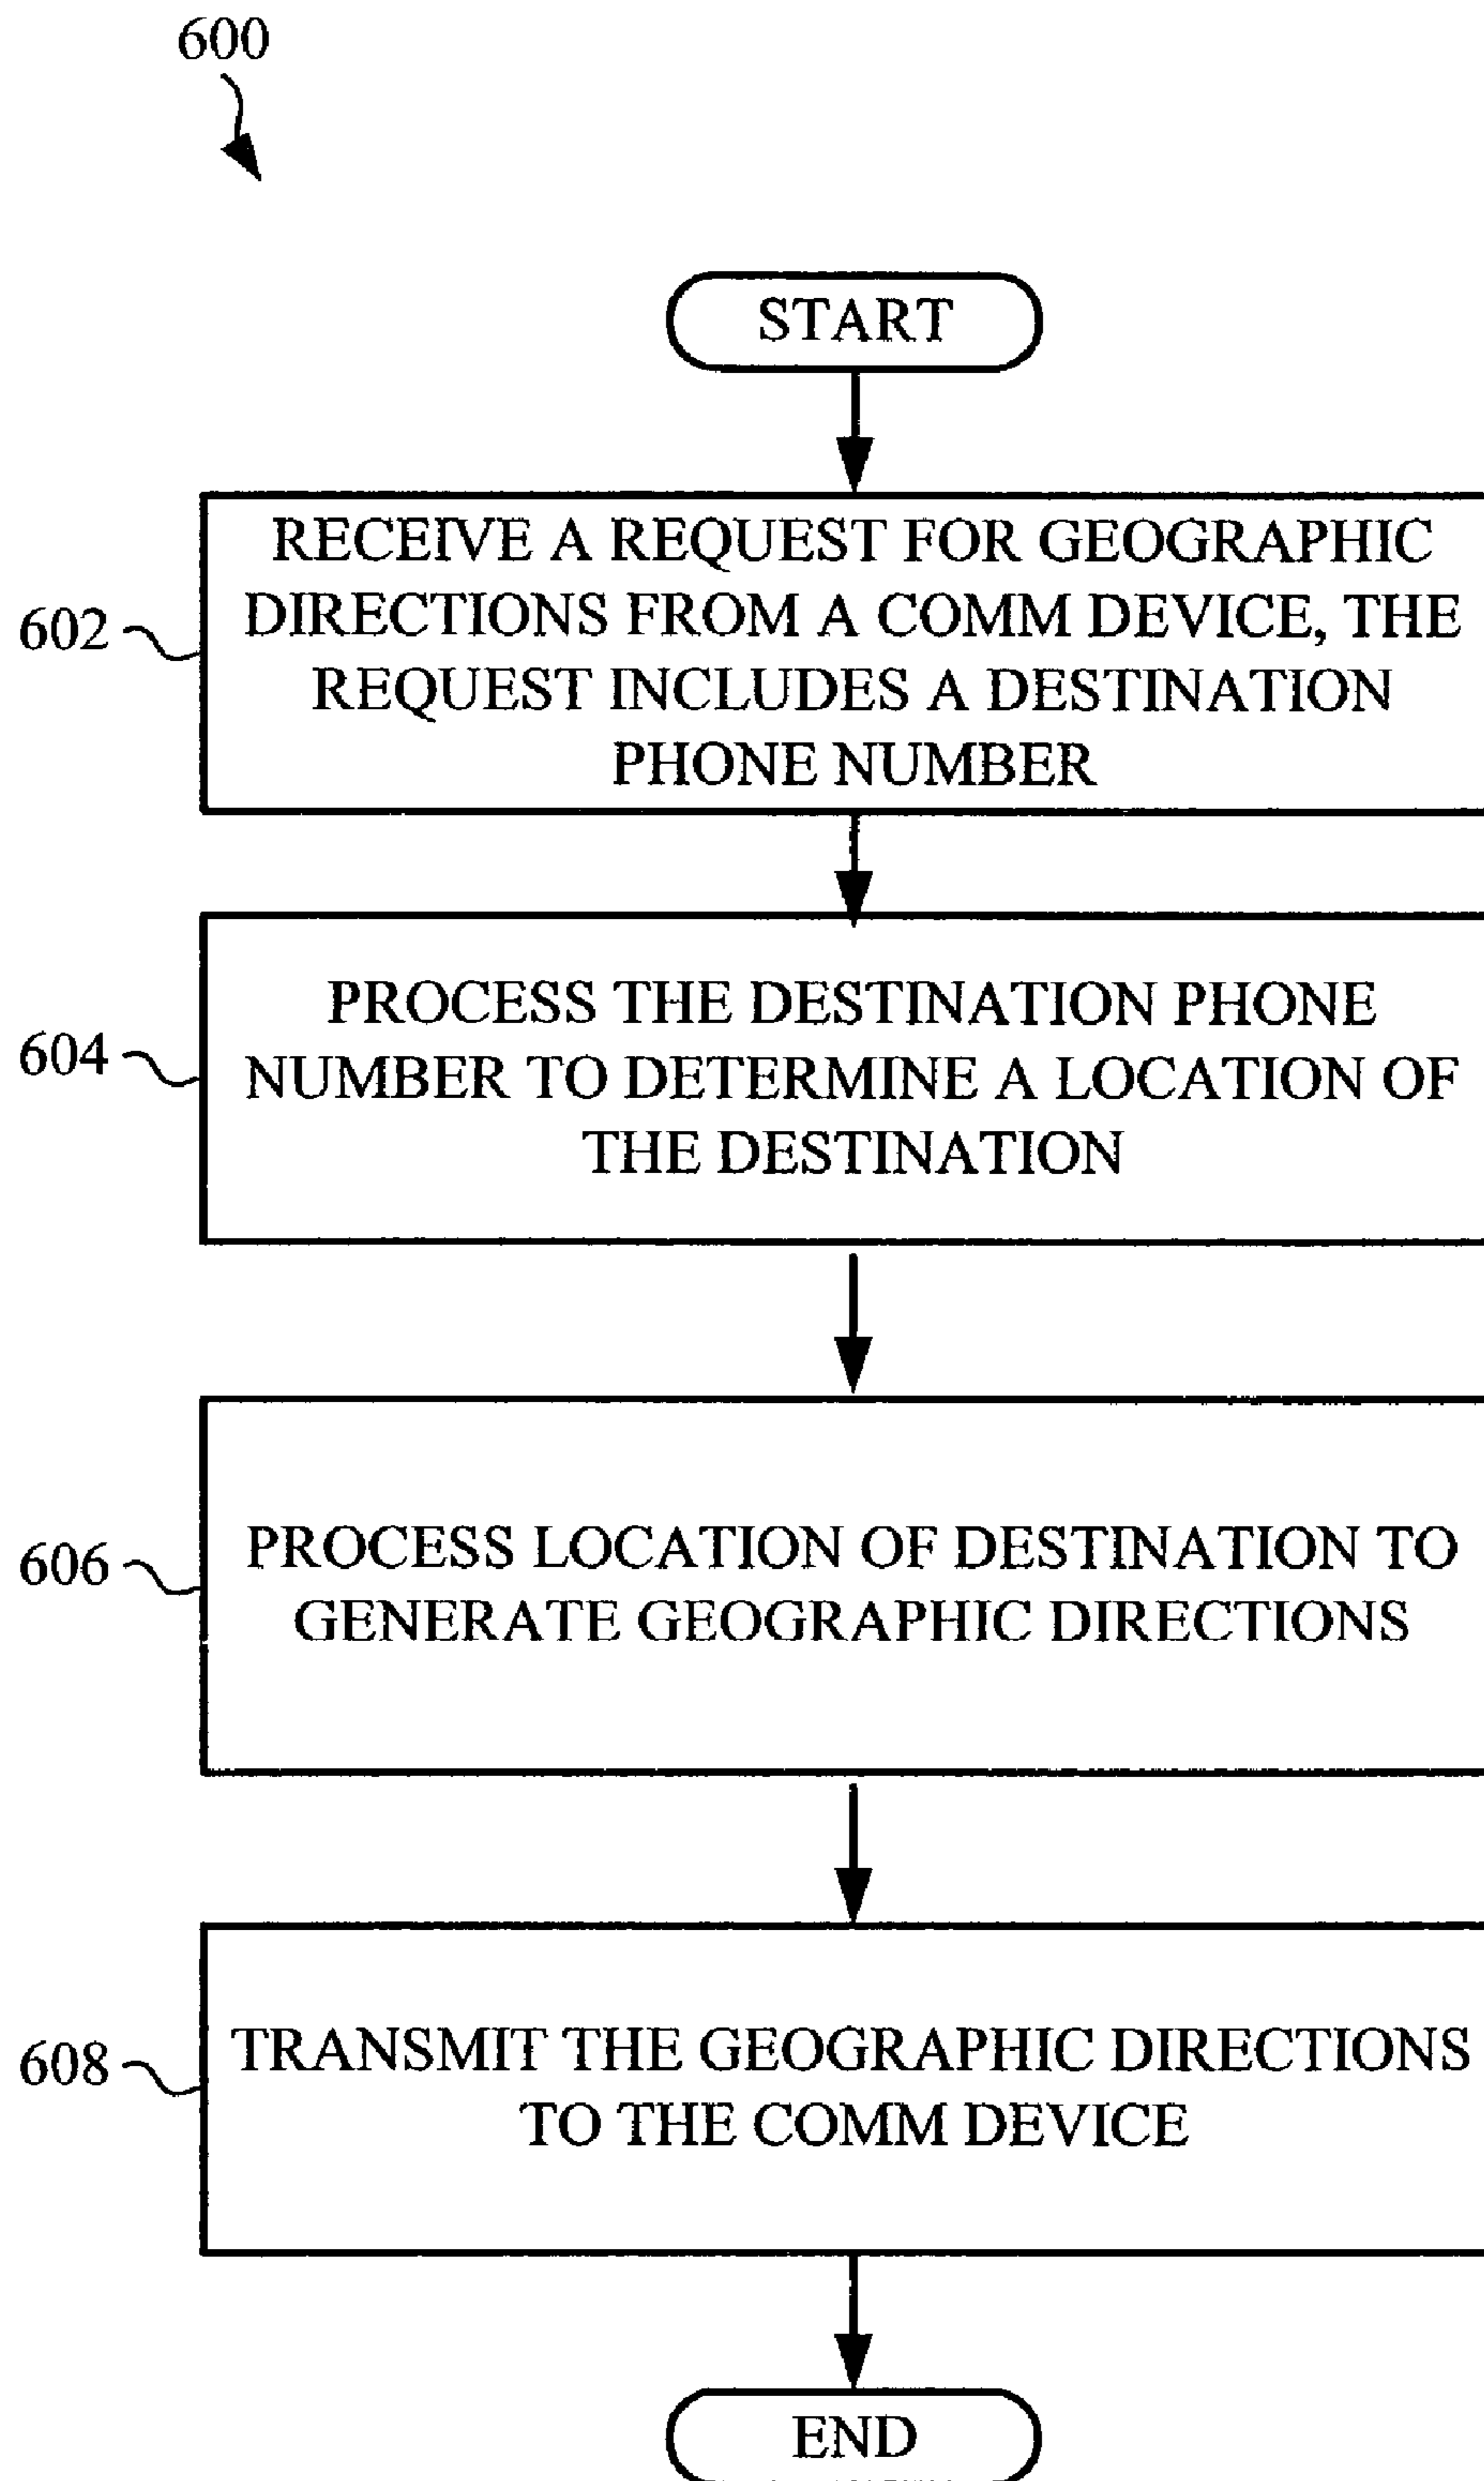 600
START
602
RECEIVE A REQUEST FOR GEOGRAPHIC
DIRECTIONS FROM A COMM DEVICE, THE
REQUEST INCLUDES A DESTINATION
PHONE NUMBER
604
PROCESS THE DESTINATION PHONE
NUMBER TO DETERMINE A LOCATION OF
THE DESTINATION
606
PROCESS LOCATION OF DESTINATION TO
GENERATE GEOGRAPHIC DIRECTIONS
608
TRANSMIT THE GEOGRAPHIC DIRECTIONS
TO THE COMM DEVICE
END